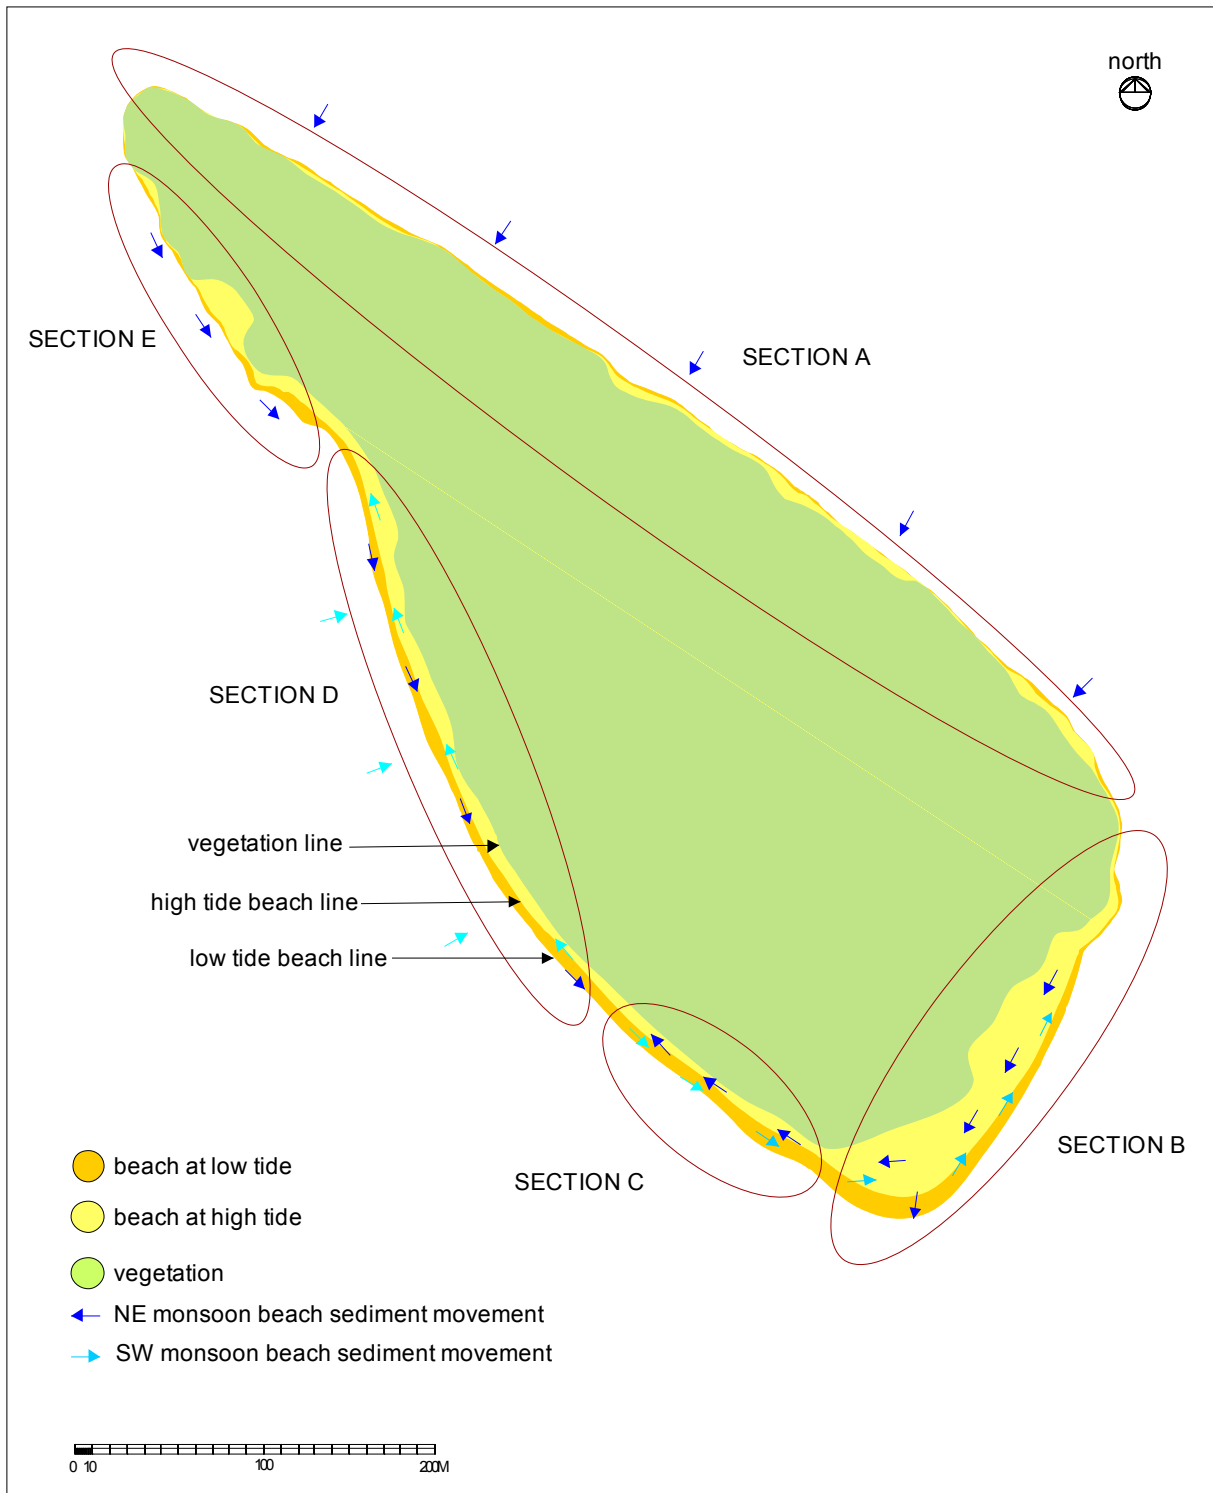 north
SECTION E
SECTION A
SECTION D
vegetation line
high tide beach line
low tide beach line
SECTION B
SECTION C
beach at low tide
beach at high tide
vegetation
NE monsoon beach sediment movement
SW monsoon beach sediment movement
0 10 100 200M